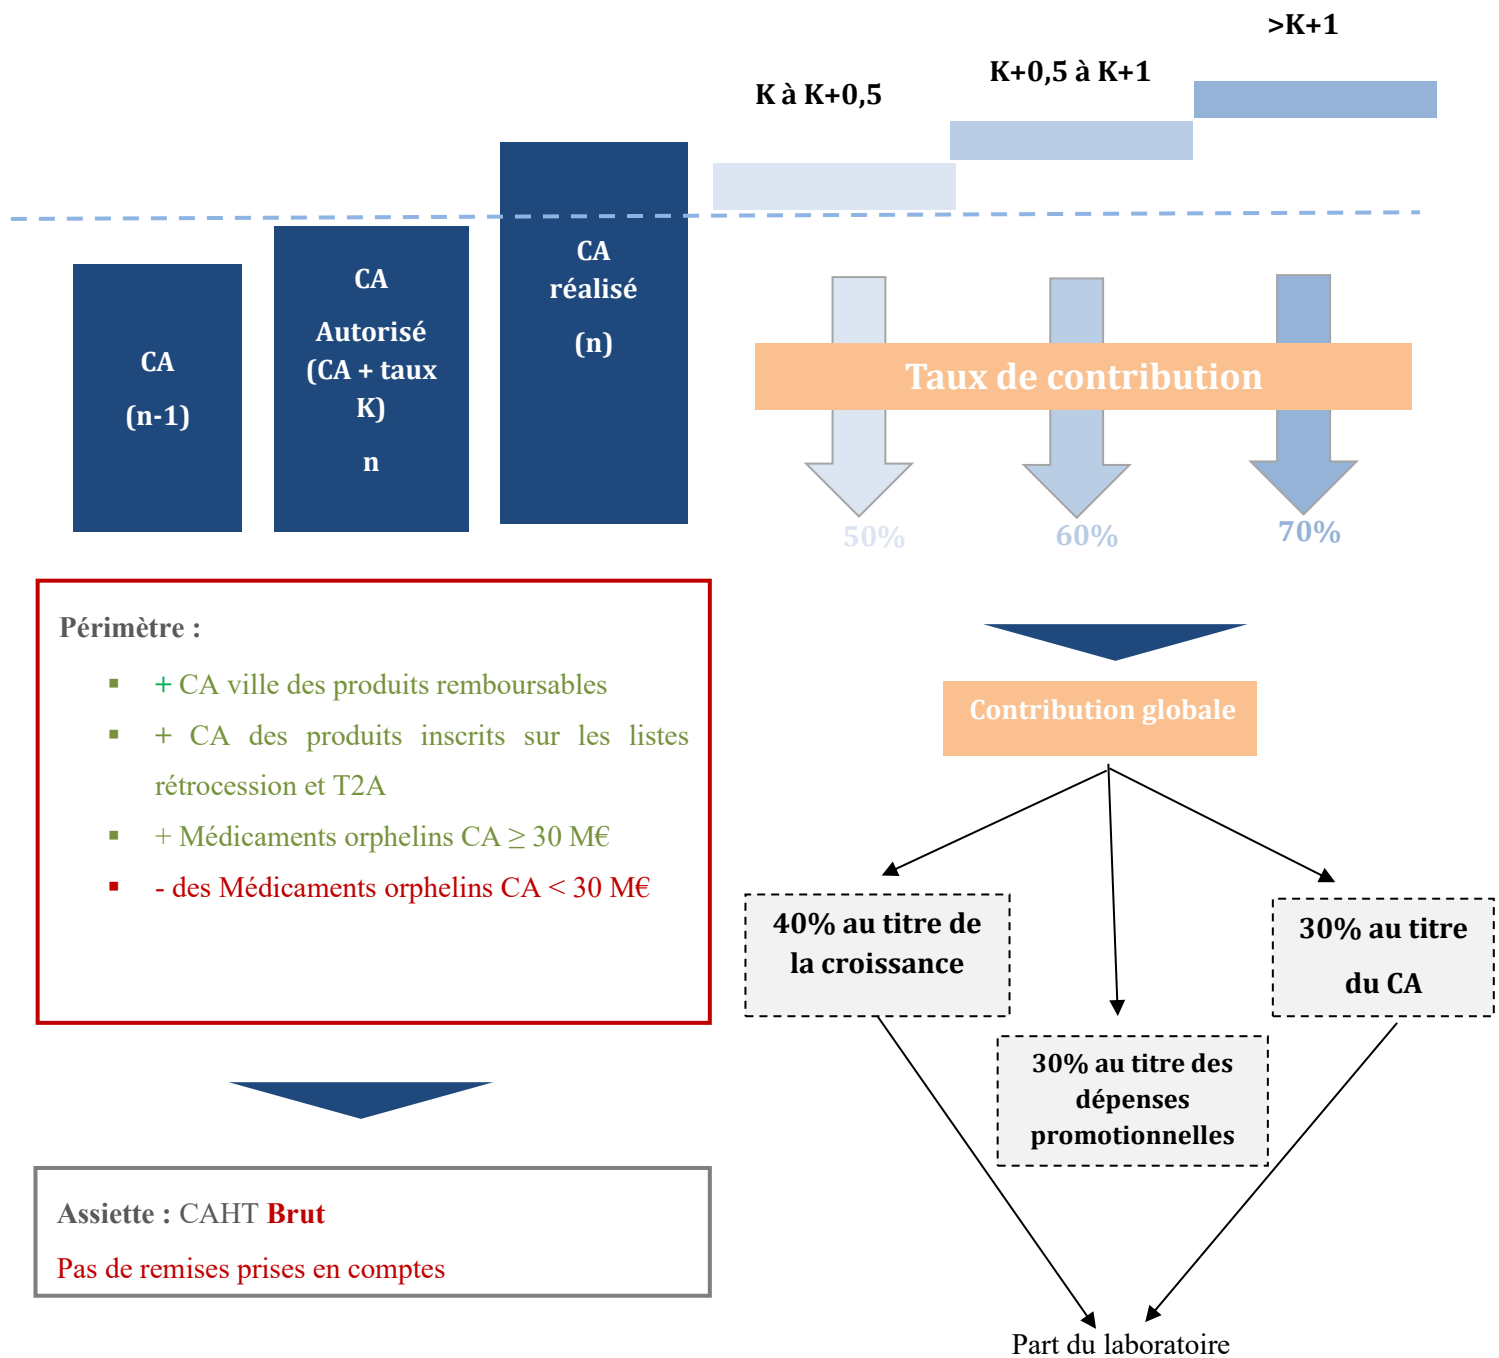 >K+1
K+0,5 à K+1
K à K+0,5
CA
(n-1)
CA
Autorisé
(CA + taux
K)
n
CA
réalisé
(n)
Taux de contribution
50%
60%
70%
Périmètre :
+ CA ville des produits remboursables
+ CA des produits inscrits sur les listes
rétrocession et T2A
+ Médicaments orphelins CA ≥ 30 M€
- des Médicaments orphelins CA < 30 M€
Assiette : CAHT Brut
Pas de remises prises en comptes
Contribution globale
40% au titre de
la croissance
30% au titre des
dépenses
promotionnelles
30% au titre
du CA
Part du laboratoire